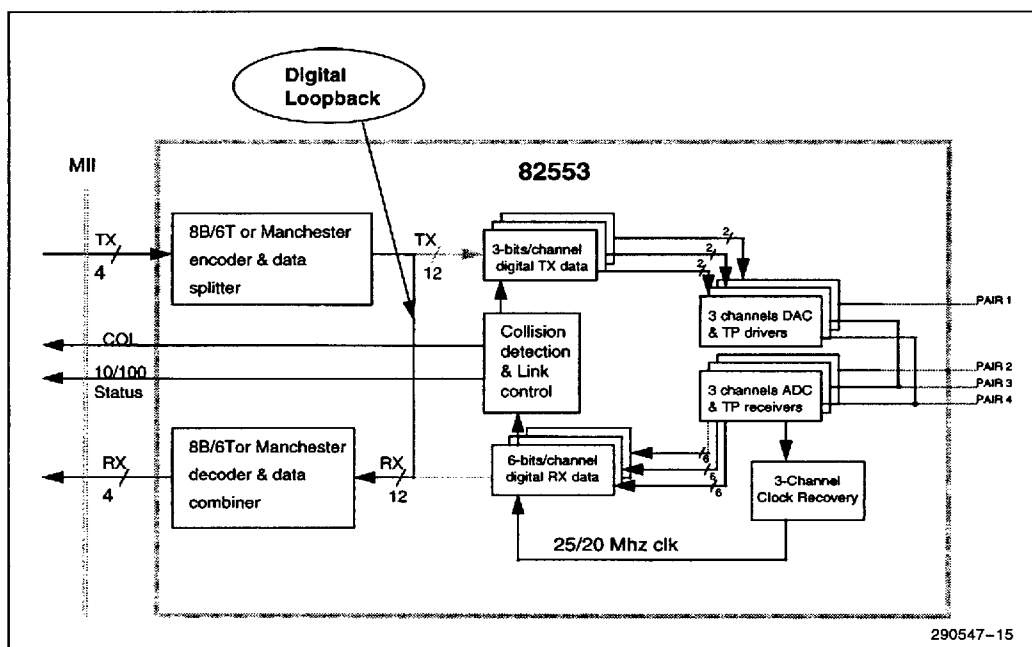 Digital
Loopback
82553
MII
TX
4
8B/6T or Manchester
encoder & data
splitter
TX
12
3-bits/channel
digital TX data
2
2
2
3 channels DAC
& TP drivers
PAIR 1
COL
10/100
Status
Collision
detection
& Link
control
3 channels ADC
& TP receivers
PAIR 2
PAIR 3
PAIR 4
RX
4
8B/6Tor Manchester
decoder & data
combiner
RX
12
6-bits/channel
digital RX data
6
6
6
3-Channel
Clock Recovery
25/20 Mhz clk
290547-15